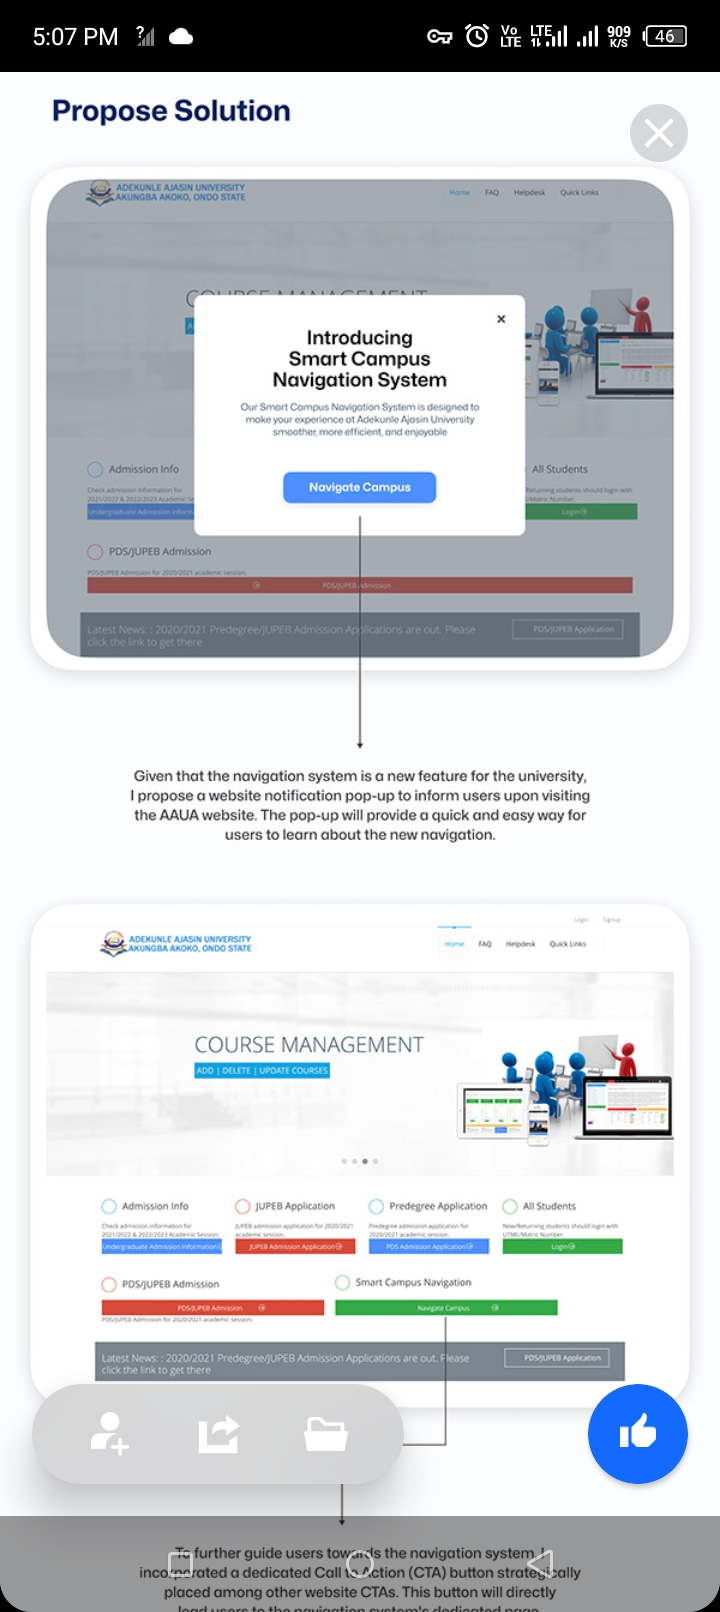 5:07 PM
Vo LTE LTE 909 K/S 46
Propose Solution
ADEKUNLE AJASIN UNIVERSITY
AKUNGBA AKOKO, ONDO STATE
Home FAQ Helpdesk Quick Links
COURSE MANAGEMENT
Introducing
Smart Campus
Navigation System
Our Smart Campus Navigation System is designed to
make your experience at Adekunle Ajasin University
smoother, more efficient, and enjoyable
Navigate Campus
Admission Info
All Students
Check admission information for
2021/2022 & 2022/2023 Academic Se
Returning students should login with
Matric Number.
Undergraduate Admission Inform
Login
PDS/JUPEB Admission
PDS/JUPEB Admission for 2020/2021 academic session.
PDS/JUPEB Admission
Latest News: : 2020/2021 Predegree/JUPEB Admission Applications are out. Please
click the link to get there
PDS/JUPEB Application
Given that the navigation system is a new feature for the university,
I propose a website notification pop-up to inform users upon visiting
the AAUA website. The pop-up will provide a quick and easy way for
users to learn about the new navigation.
Login Signup
ADEKUNLE AJASIN UNIVERSITY
AKUNGBA AKOKO, ONDO STATE
Home FAQ Helpdesk Quick Links
COURSE MANAGEMENT
ADD | DELETE | UPDATE COURSES
Admission Info
JUPEB Application
Predegree Application
All Students
Check admission information for
2021/2022 & 2022/2023 Academic Session.
JUPEB admission application for 2020/2021
academic session.
Predegree admission application for
2020/2021 academic session.
New/Returning students should login with
UTME/Matric Number.
Undergraduate Admission Information
JUPEB Admission Application
PDS Admission Application
Login
PDS/JUPEB Admission
Smart Campus Navigation
PDS/JUPEB Admission
Navigate Campus
PDS/JUPEB Admission for 2020/2021 academic session.
Latest News: : 2020/2021 Predegree/JUPEB Admission Applications are out. Please
click the link to get there
PDS/JUPEB Application
To further guide users towards the navigation system, I
incorporated a dedicated Call to Action (CTA) button strategically
placed among other website CTAs. This button will directly
lead users to the navigation system's dedicated page